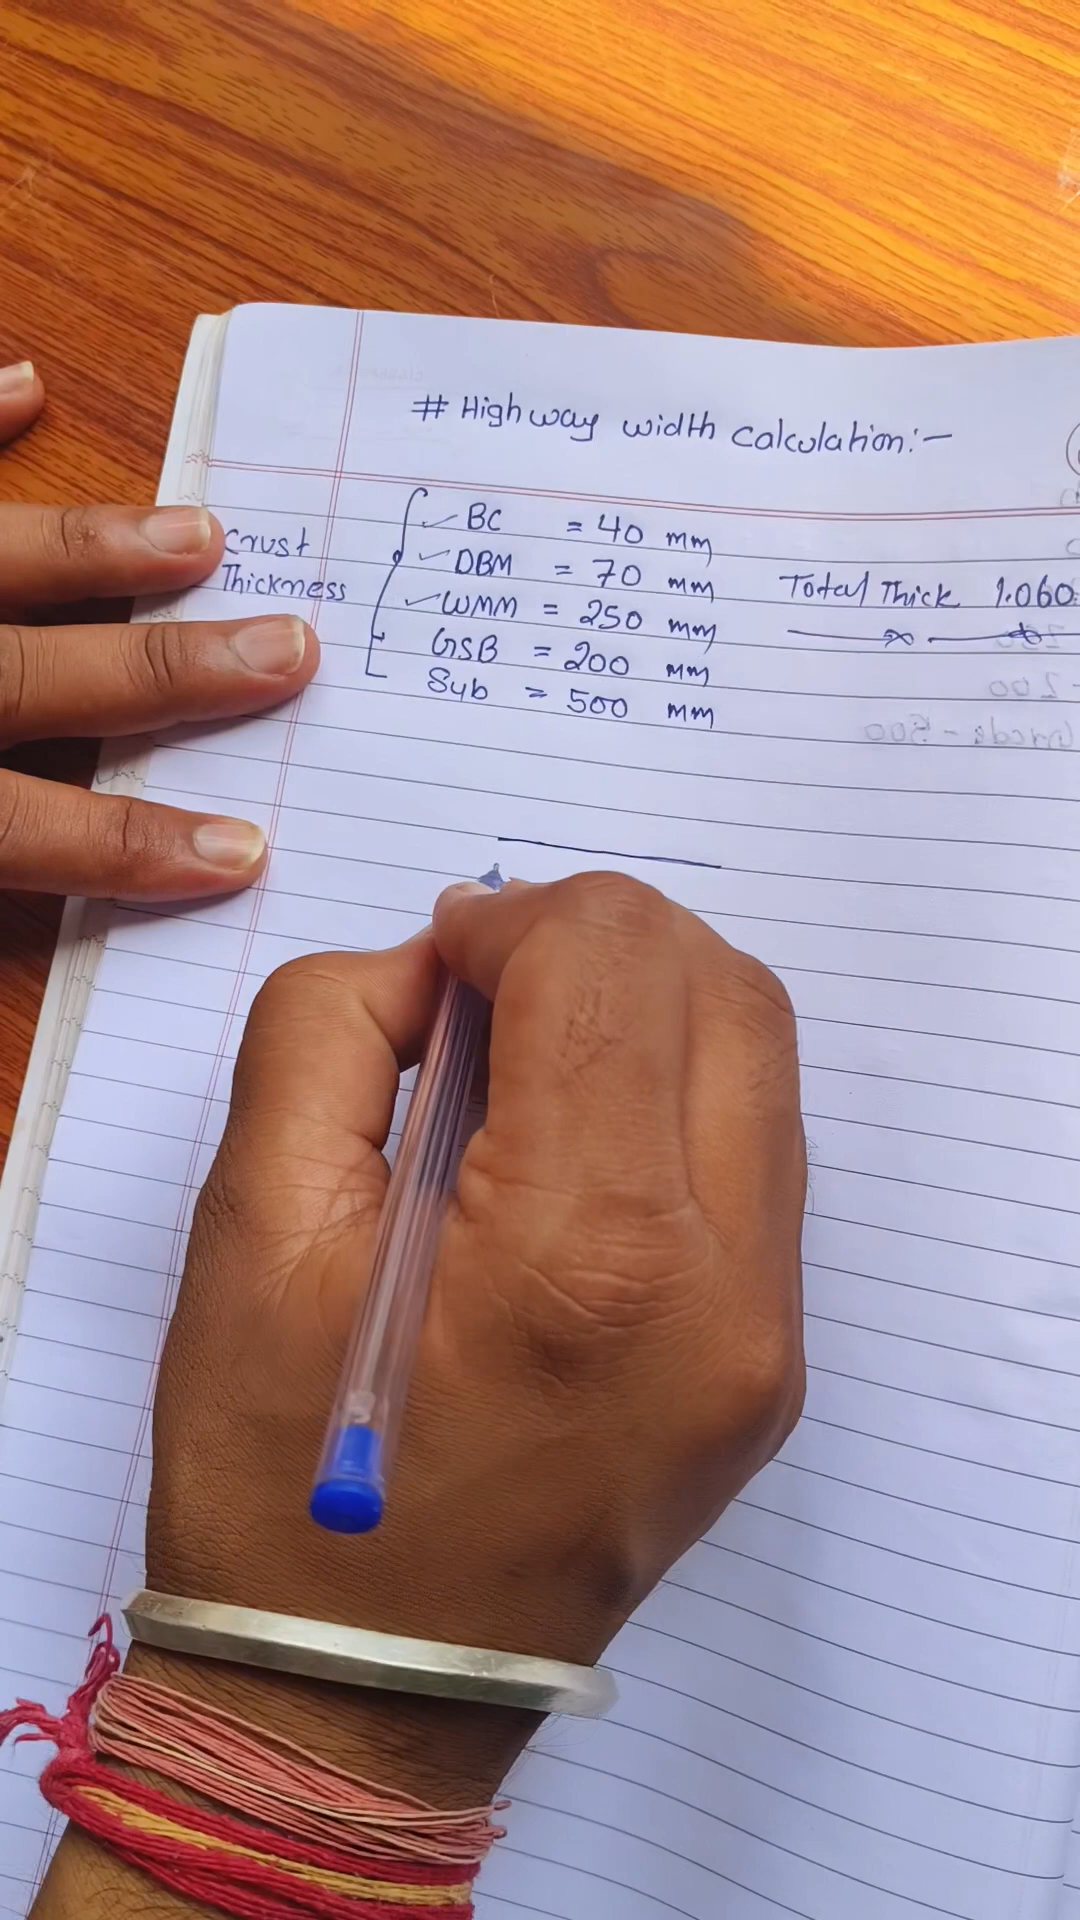 # Highway width calculation:-
Crust Thickness
BC = 40 mm
DBM = 70 mm
WMM = 250 mm
GSB = 200 mm
Sub = 500 mm
Total Thick 1.060